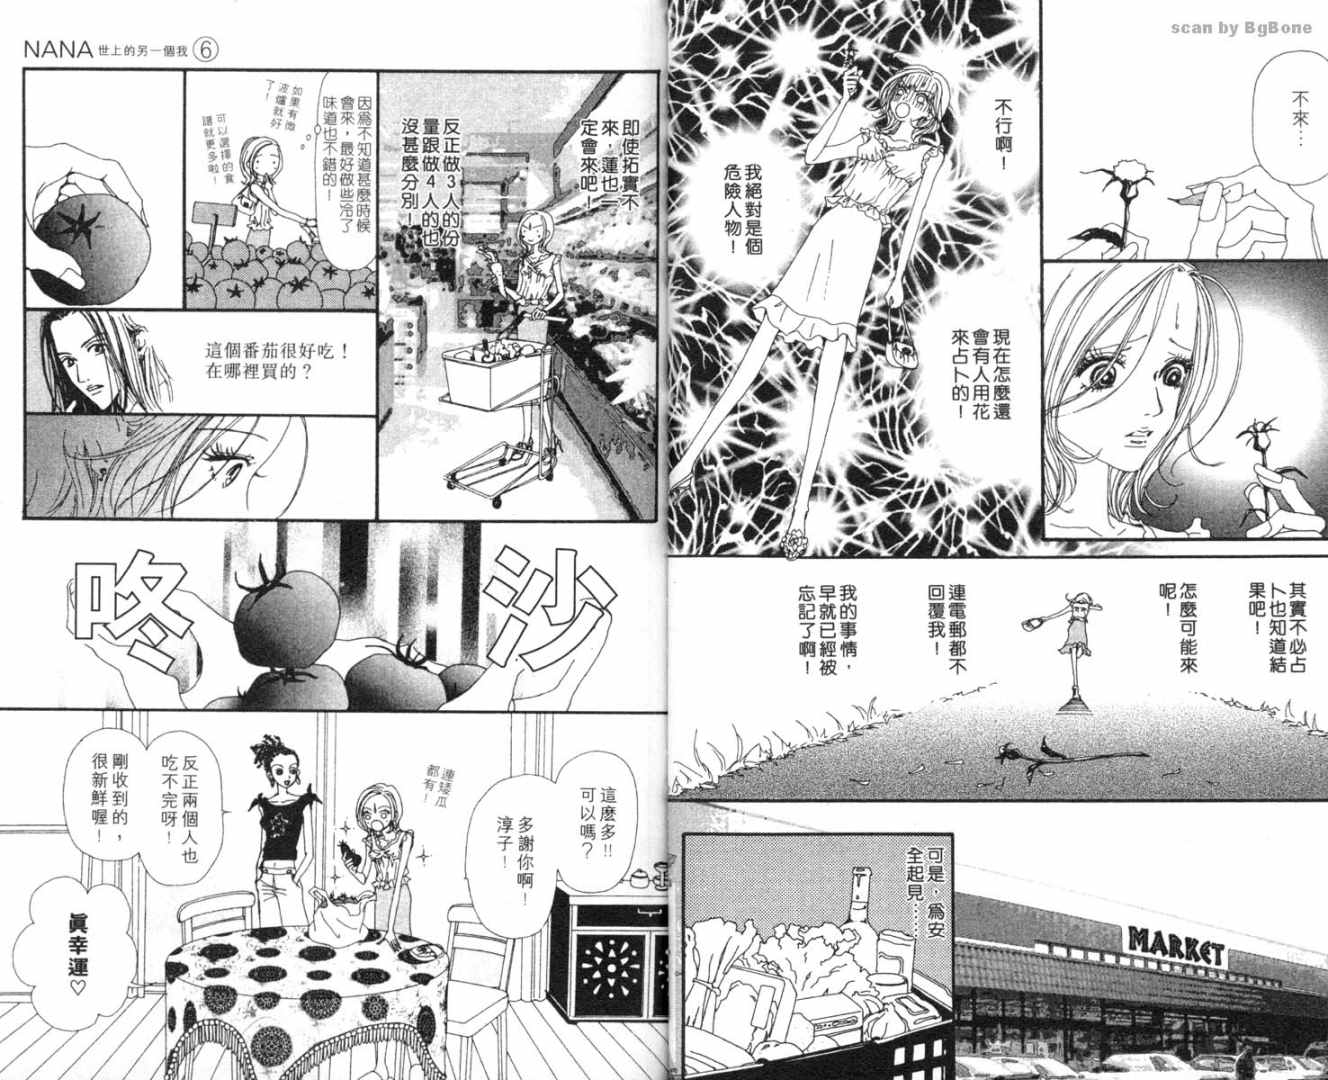 scan by BgBone
不來…
不行啊！
我絕對是個
危險人物！
現在怎麼還
會有人用花
來占卜的！
其實不必占
卜也知道結
果吧！
怎麼可能來
呢！
連電郵都不
回覆我！
我的事情，
早就已經被
忘記了啊！
可是，為安
全起見……
MARKET
NANA 世上的另一個我 ⑥
即使拓實不
來，蓮也一
定會來吧！
反正做3人的份
量跟做4人的也
沒甚麼分別！
因為不知道甚麼時候
會來，最好做些冷了
味道也不錯的！
如果有微
波爐就好
了！
可以選擇的食
譜就更多啦！
這個番茄很好吃！
在哪裡買的？
沙
咚
這麼多!!
可以嗎？
多謝你啊！
淳子！
連矮瓜
都有！
反正兩個人也
吃不完呀！
剛收到的，
很新鮮喔！
真幸運♡